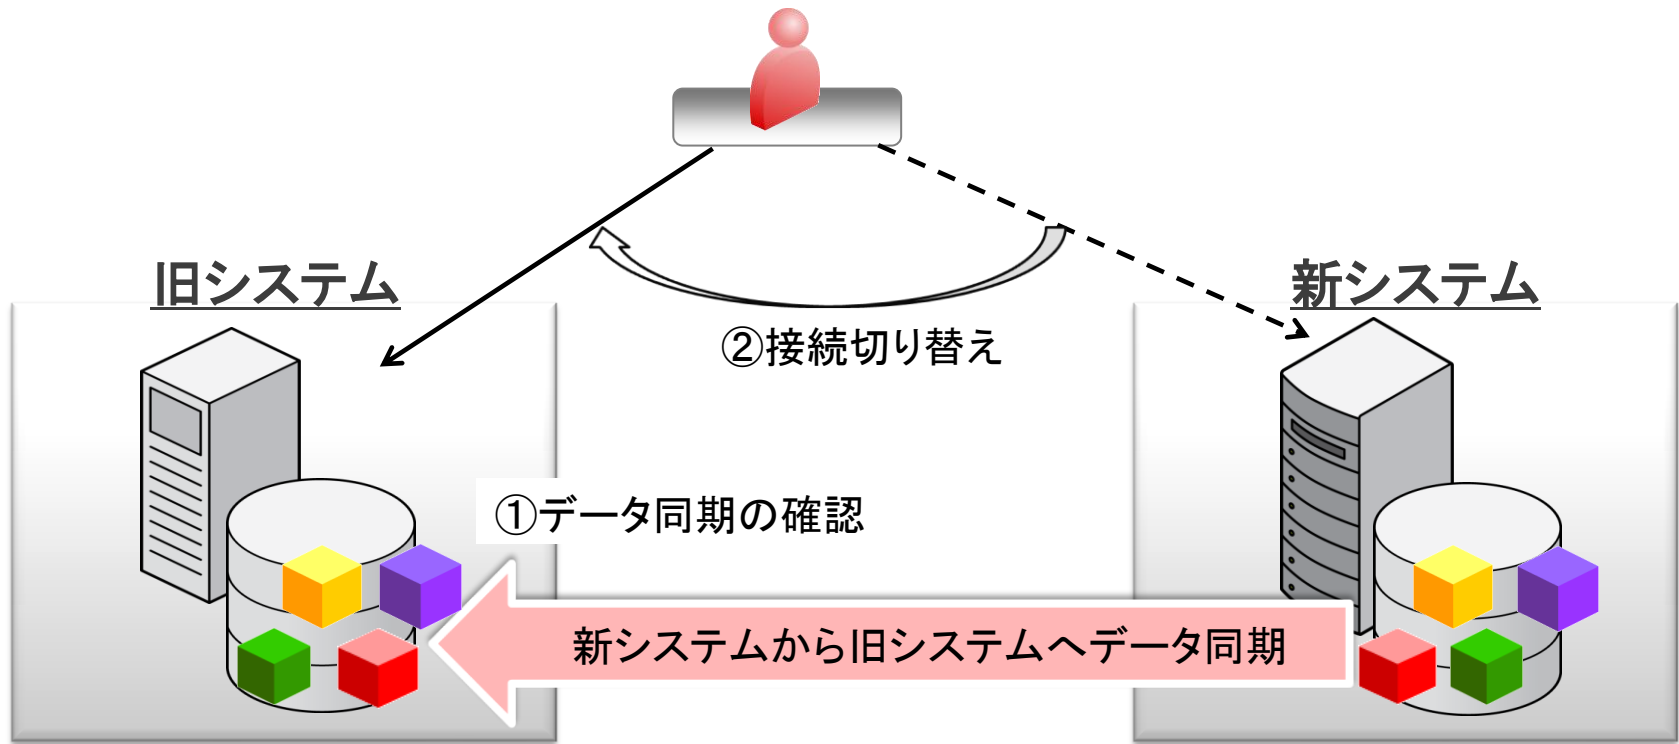 旧システム
新システム
②接続切り替え
①データ同期の確認
新システムから旧システムへデータ同期